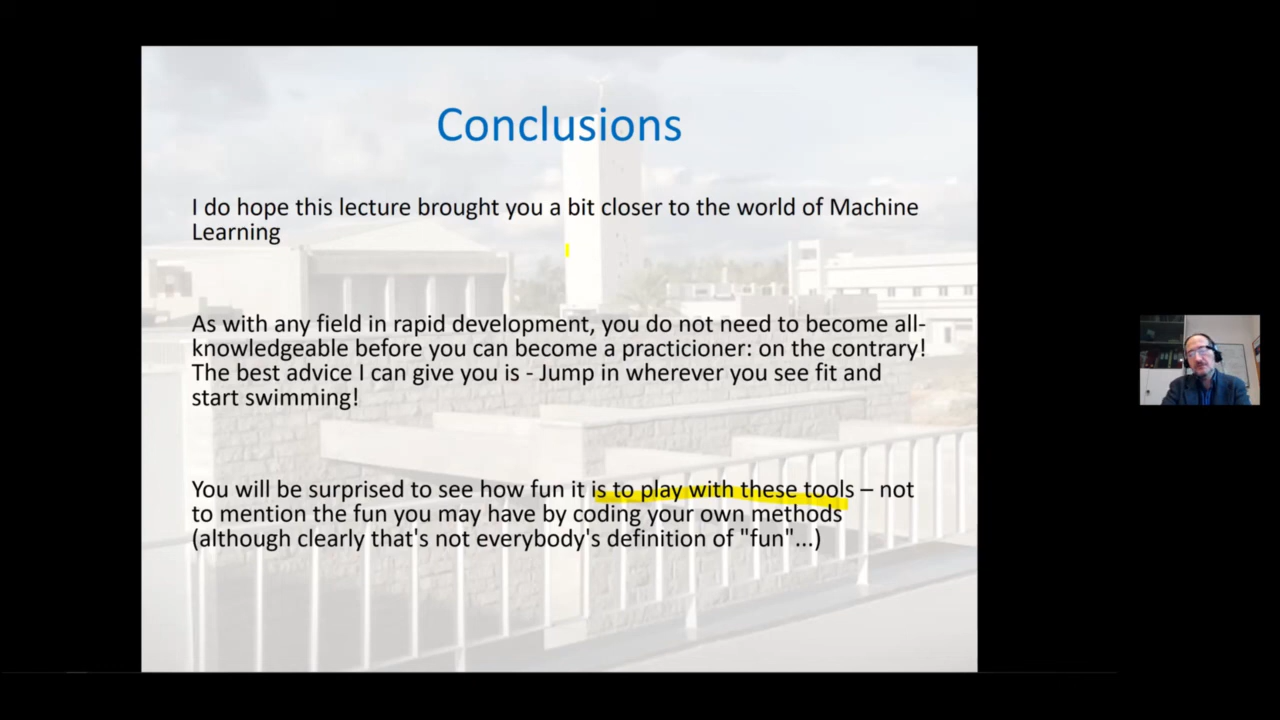 Conclusions
I do hope this lecture brought you a bit closer to the world of Machine
Learning
As with any field in rapid development, you do not need to become all-
knowledgeable before you can become a practicioner: on the contrary!
The best advice I can give you is - Jump in wherever you see fit and
start swimming!
You will be surprised to see how fun it is to play with these tools – not
to mention the fun you may have by coding your own methods
(although clearly that's not everybody's definition of "fun"...)